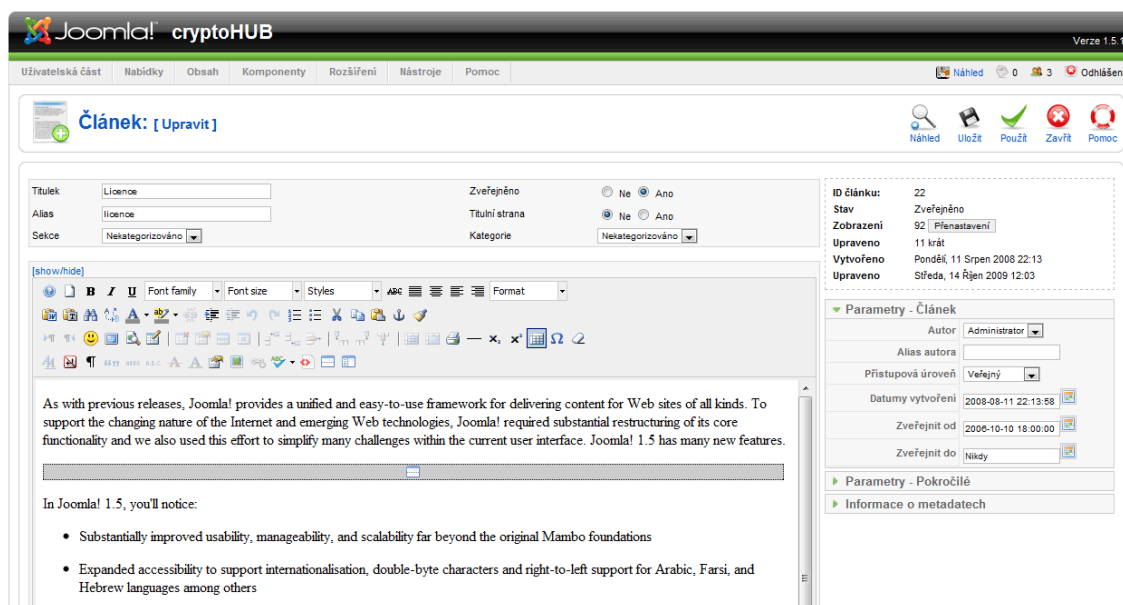 Joomla! cryptoHUB
Verze 1.5.1
Uživatelská část Nabídky Obsah Komponenty Rozšíření Nástroje Pomoc
Náhled 0 3 Odhlášen
Článek: [ Upravit ]
Náhled Uložit Použít Zavřít Pomoc
Titulek Licence Zveřejněno Ne Ano
Alias licence Titulní strana Ne Ano
Sekce Nekategorizováno Kategorie Nekategorizováno
ID článku: 22
Stav Zveřejněno
Zobrazení 92 Přenastavení
Upraveno 11 krát
Vytvořeno Pondělí, 11 Srpen 2008 22:13
Upraveno Středa, 14 Říjen 2009 12:03
[show/hide]
B I U Font family Font size Styles ABC Format
As with previous releases, Joomla! provides a unified and easy-to-use framework for delivering content for Web sites of all kinds. To
support the changing nature of the Internet and emerging Web technologies, Joomla! required substantial restructuring of its core
functionality and we also used this effort to simplify many challenges within the current user interface. Joomla! 1.5 has many new features.
In Joomla! 1.5, you'll notice:
• Substantially improved usability, manageability, and scalability far beyond the original Mambo foundations
• Expanded accessibility to support internationalisation, double-byte characters and right-to-left support for Arabic, Farsi, and
Hebrew languages among others
Parametry - Článek
Autor Administrator
Alias autora
Přístupová úroveň Veřejný
Datumy vytvoření 2008-08-11 22:13:58
Zveřejnit od 2006-10-10 18:00:00
Zveřejnit do Nikdy
Parametry - Pokročilé
Informace o metadatech